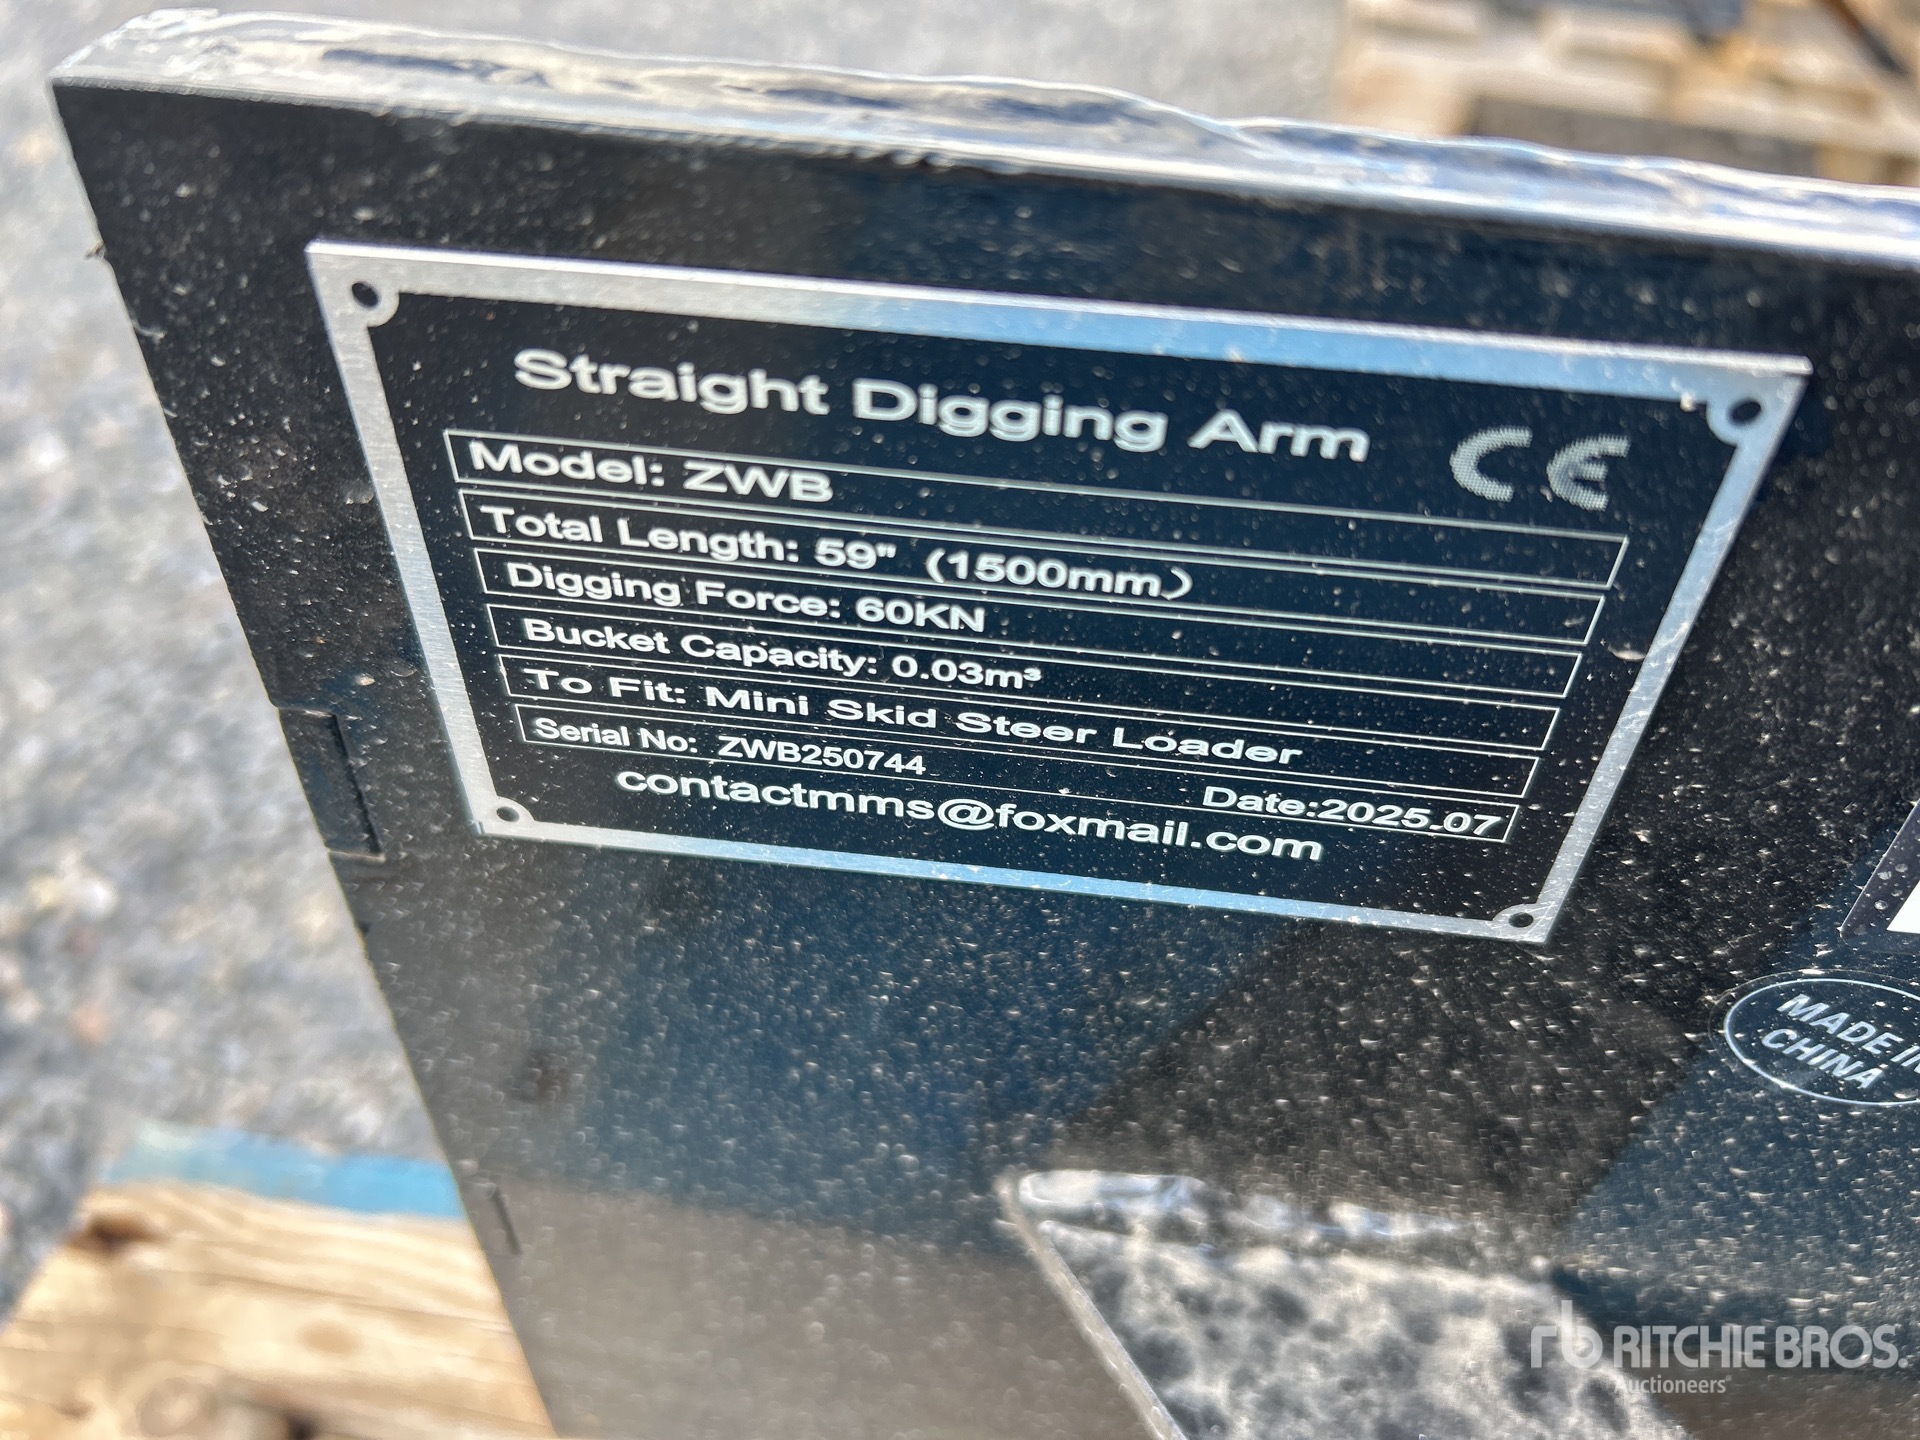 Straight Digging Arm
CE
Model: ZWB
Total Length: 59" (1500mm)
Digging Force: 60KN
Bucket Capacity: 0.03m³
To Fit: Mini Skid Steer Loader
Serial No: ZWB250744
Date:2025.07
contactmms@foxmail.com
MADE IN
CHINA
rb RITCHIE BROS.
Auctioneers